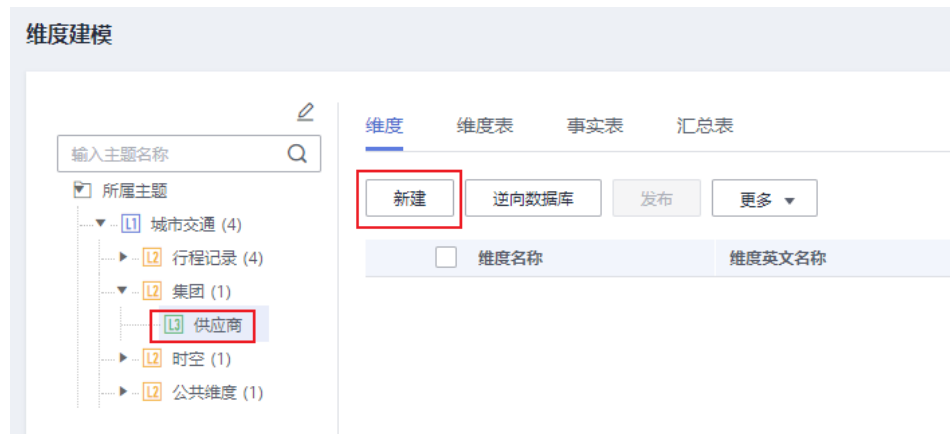 维度建模
维度 维度表 事实表 汇总表
输入主题名称
新建 逆向数据库 发布 更多
所属主题
L1 城市交通 (4)
L2 行程记录 (4)
维度名称 维度英文名称
L2 集团 (1)
L3 供应商
L2 时空 (1)
L2 公共维度 (1)